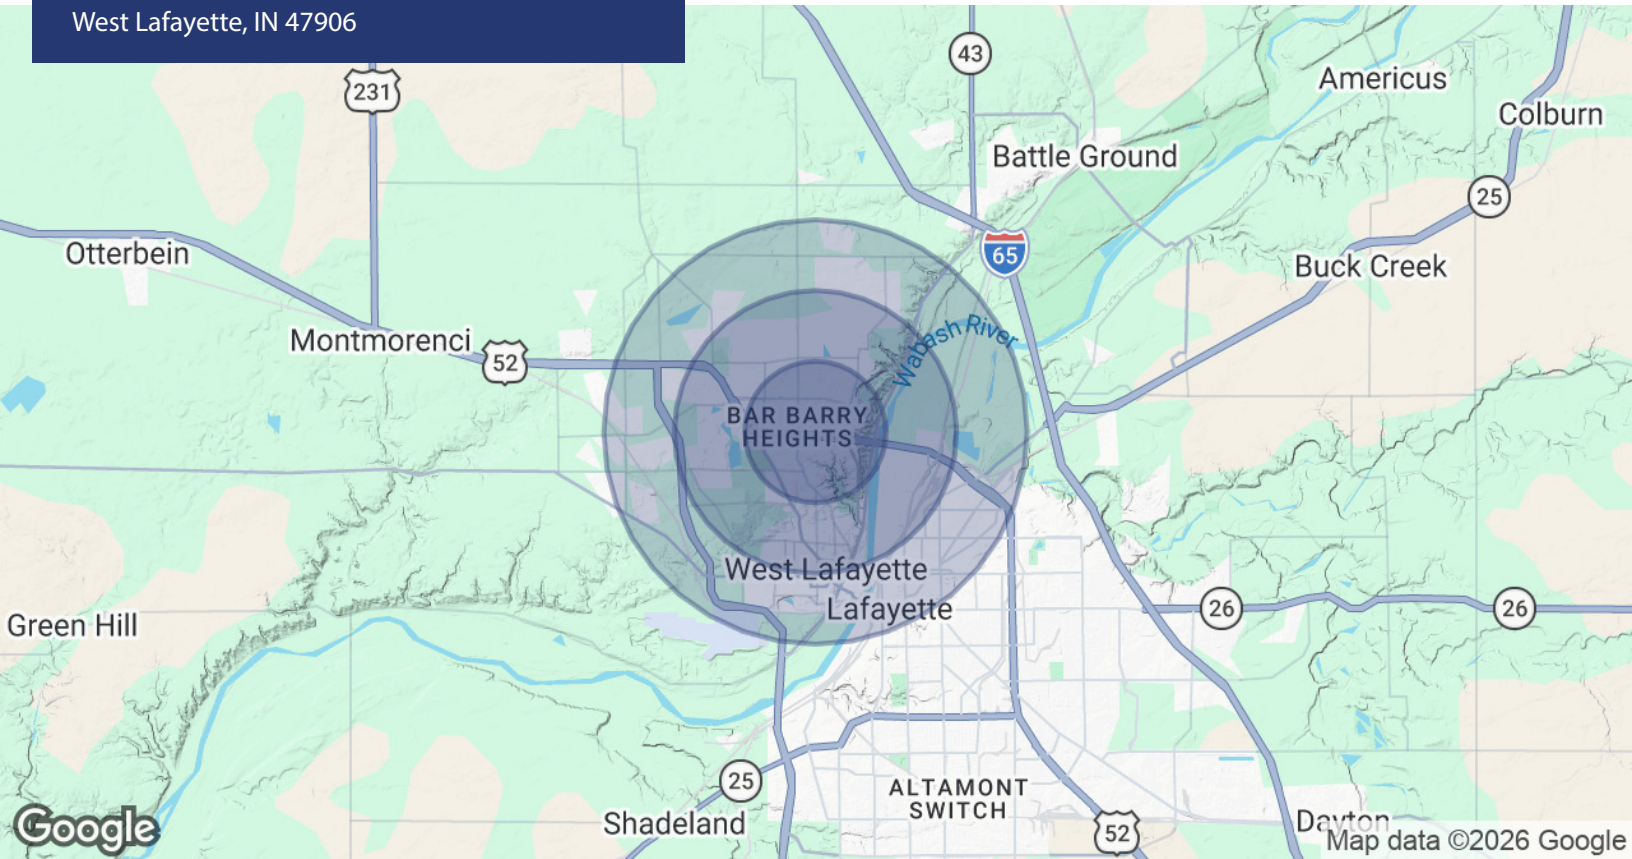 West Lafayette, IN 47906
43
Americus
231
Colburn
Battle Ground
25
Otterbein
65
Buck Creek
Wabash River
Montmorenci
52
BAR BARRY
HEIGHTS
West Lafayette
Lafayette
26
26
Green Hill
25
ALTAMONT
SWITCH
Shadeland
52
Dayton
Google
Map data ©2026 Google